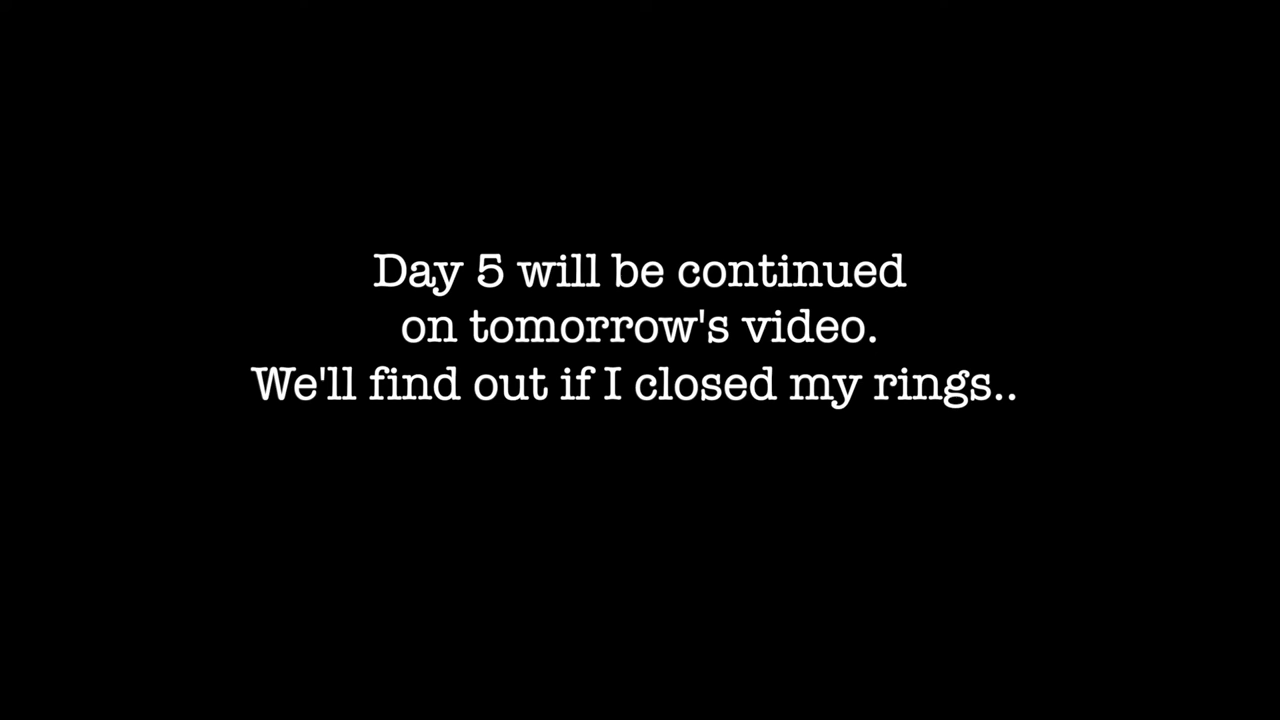 Day 5 will be continued
on tomorrow's video.
We'll find out if I closed my rings..